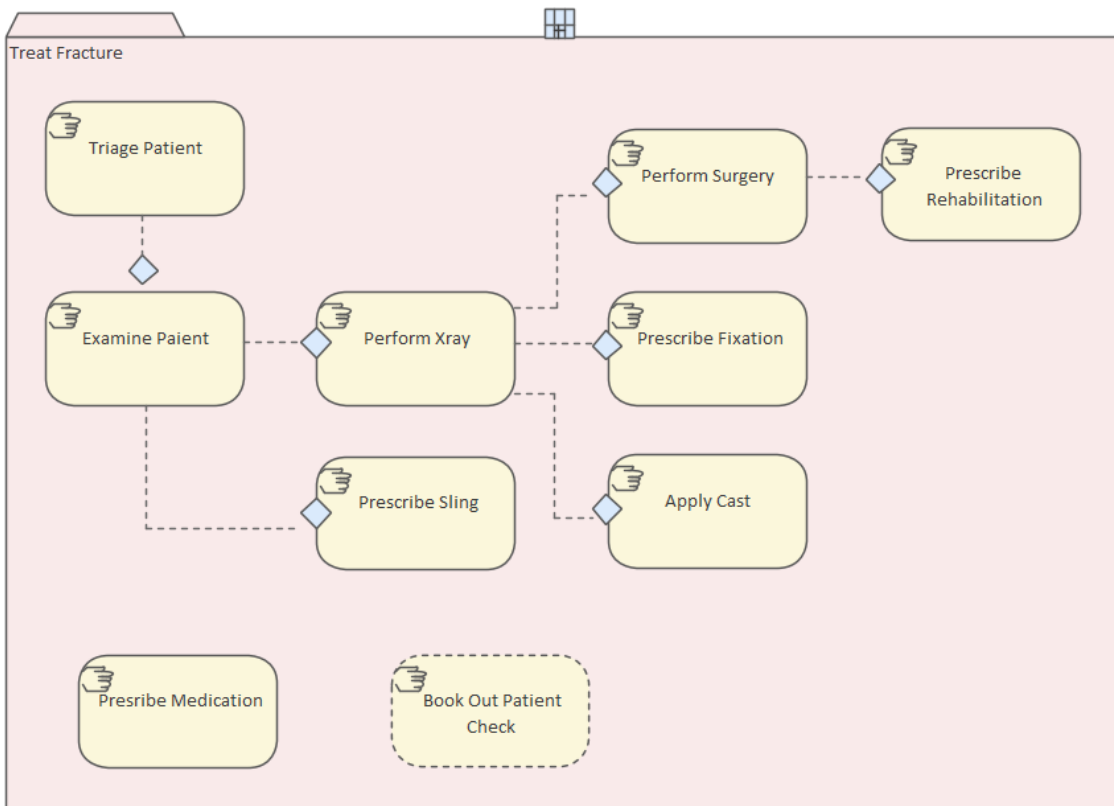 Treat Fracture
Triage Patient
Perform Surgery
Prescribe
Rehabilitation
Examine Paient
Perform Xray
Prescribe Fixation
Prescribe Sling
Apply Cast
Presribe Medication
Book Out Patient
Check